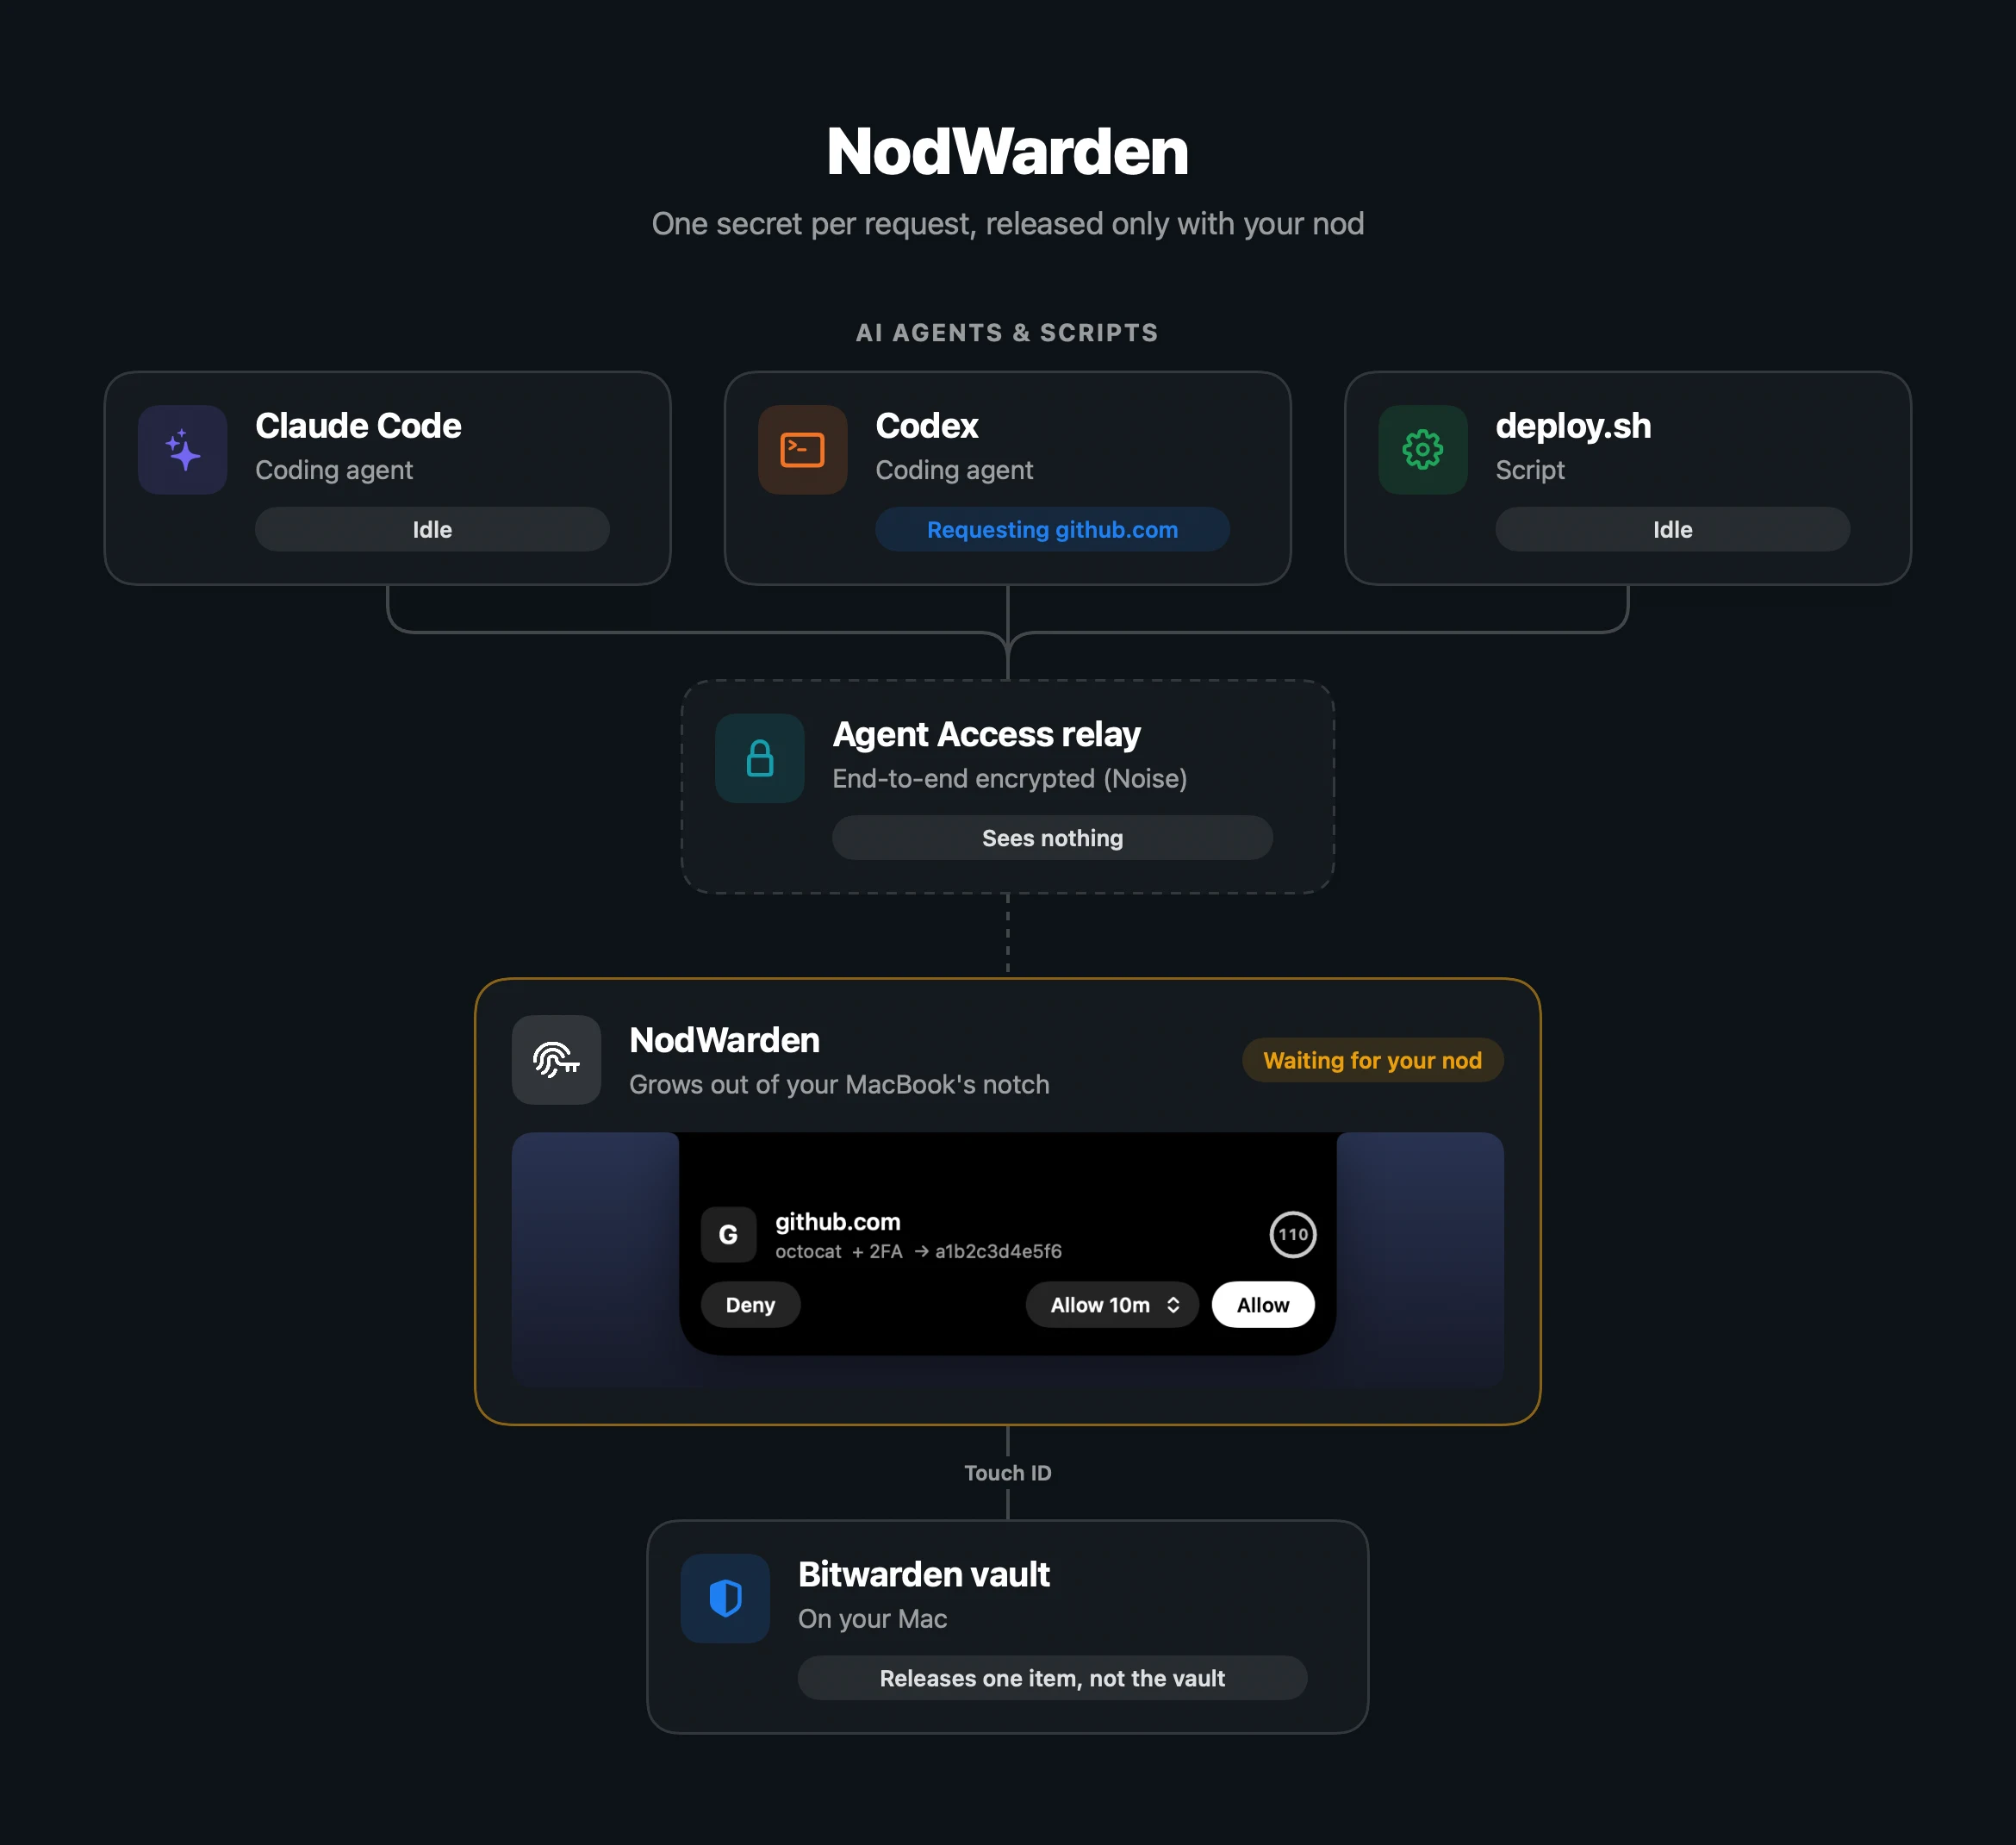 NodWarden
One secret per request, released only with your nod
AI AGENTS & SCRIPTS
Claude Code
Coding agent
Idle
Codex
Coding agent
Requesting github.com
deploy.sh
Script
Idle
Agent Access relay
End-to-end encrypted (Noise)
Sees nothing
NodWarden
Grows out of your MacBook's notch
Waiting for your nod
G
github.com
octocat + 2FA → a1b2c3d4e5f6
110
Deny
Allow 10m
Allow
Touch ID
Bitwarden vault
On your Mac
Releases one item, not the vault